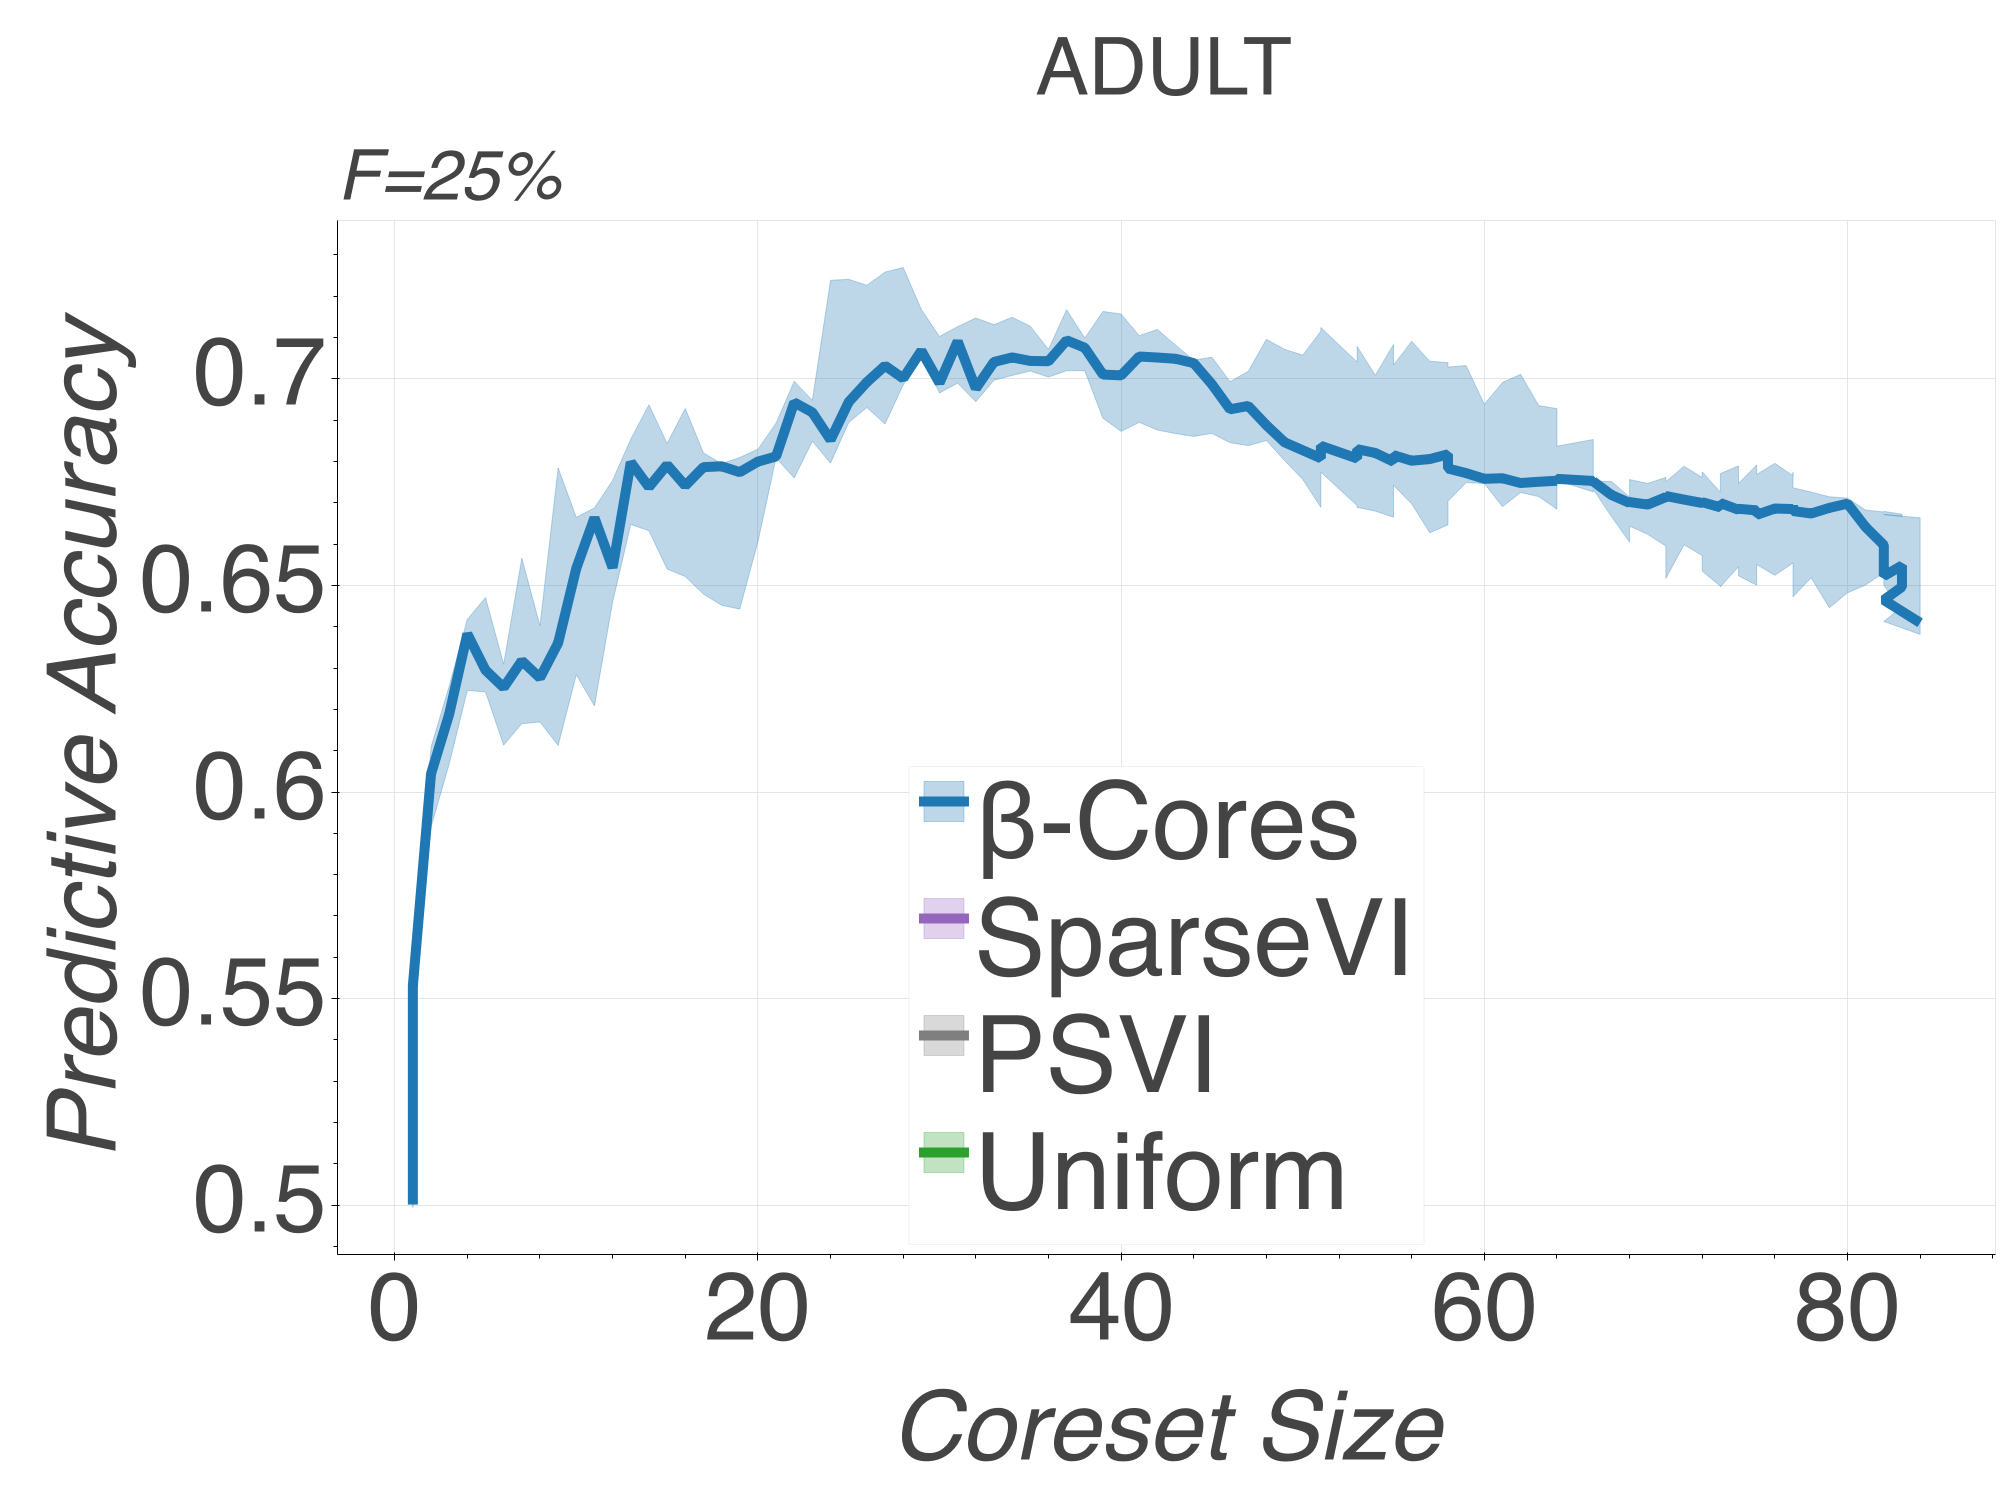 ADULT
F=25%
Predictive Accuracy
0.7
0.65
0.6
0.55
0.5
β-Cores
SparseVI
PSVI
Uniform
0 20 40 60 80
Coreset Size